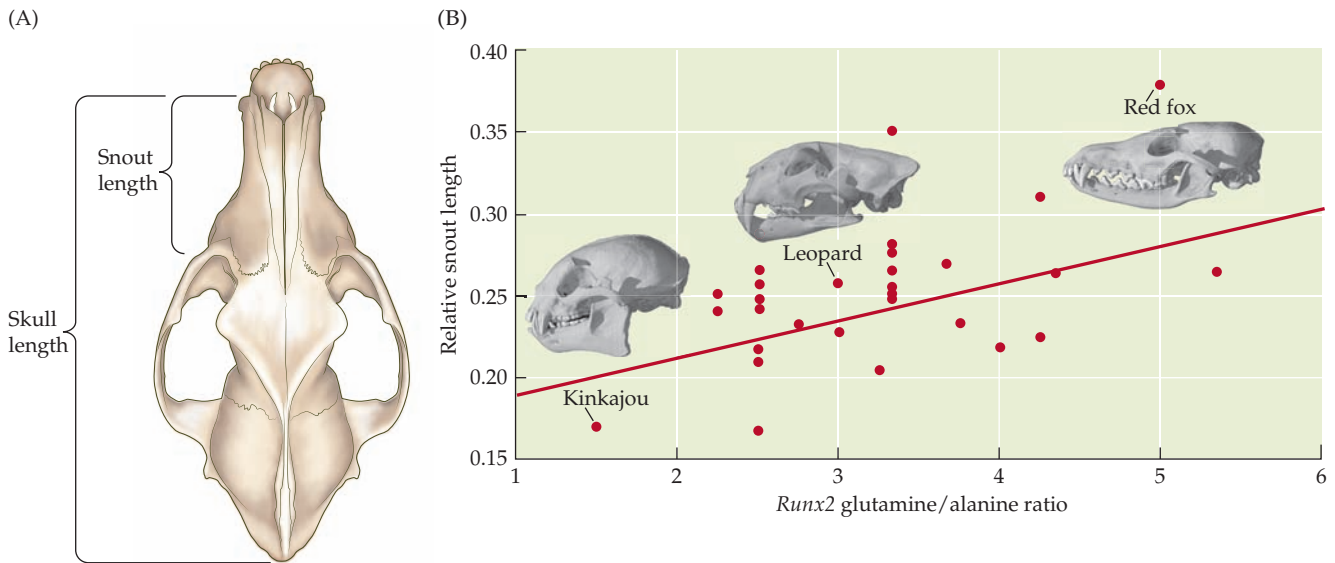 (A)
Snout
length
Skull
length
(B)
Relative snout length
0.40
0.35
0.30
0.25
0.20
0.15
Red fox
Leopard
Kinkajou
1 2 3 4 5 6
Runx2 glutamine/alanine ratio